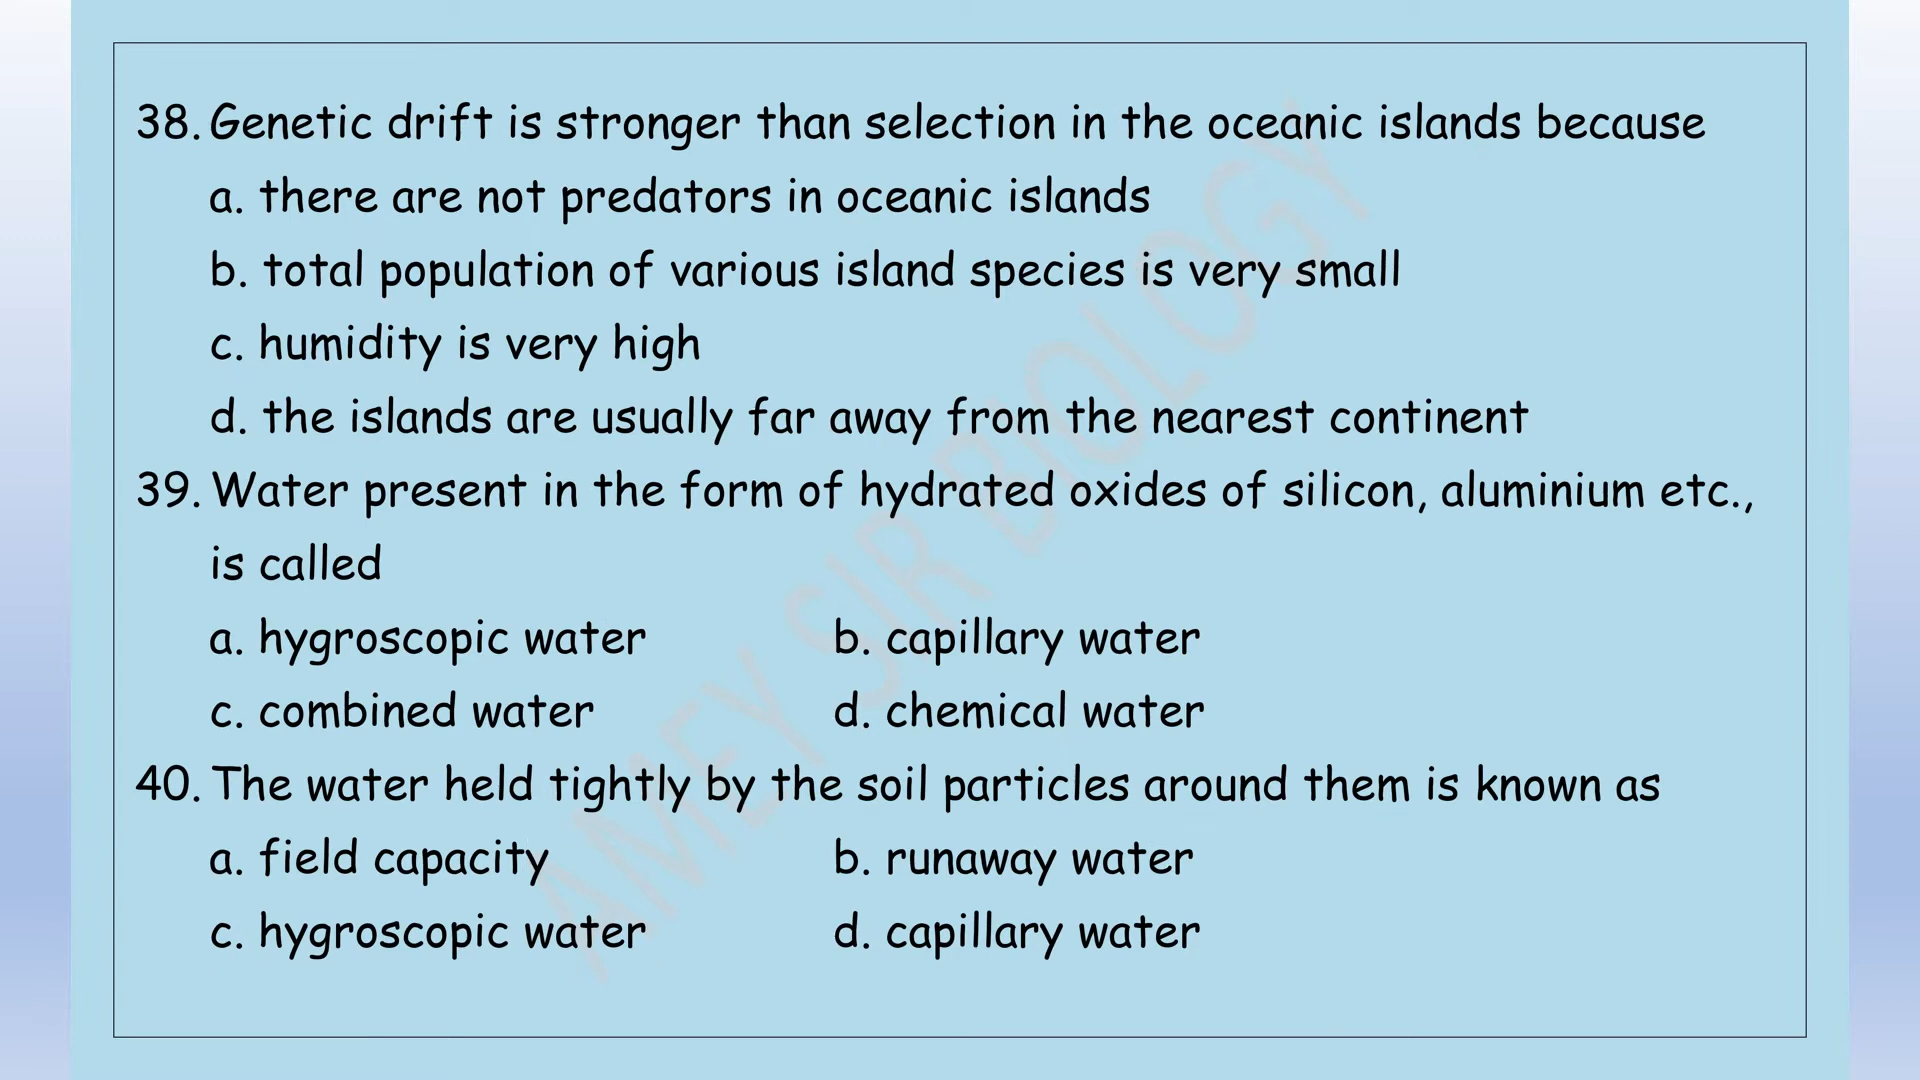 38. Genetic drift is stronger than selection in the oceanic islands because
a. there are not predators in oceanic islands
b. total population of various island species is very small
c. humidity is very high
d. the islands are usually far away from the nearest continent
39. Water present in the form of hydrated oxides of silicon, aluminium etc.,
is called
a. hygroscopic water b. capillary water
c. combined water d. chemical water
40. The water held tightly by the soil particles around them is known as
a. field capacity b. runaway water
c. hygroscopic water d. capillary water
AMEY SIR BIOLOGY